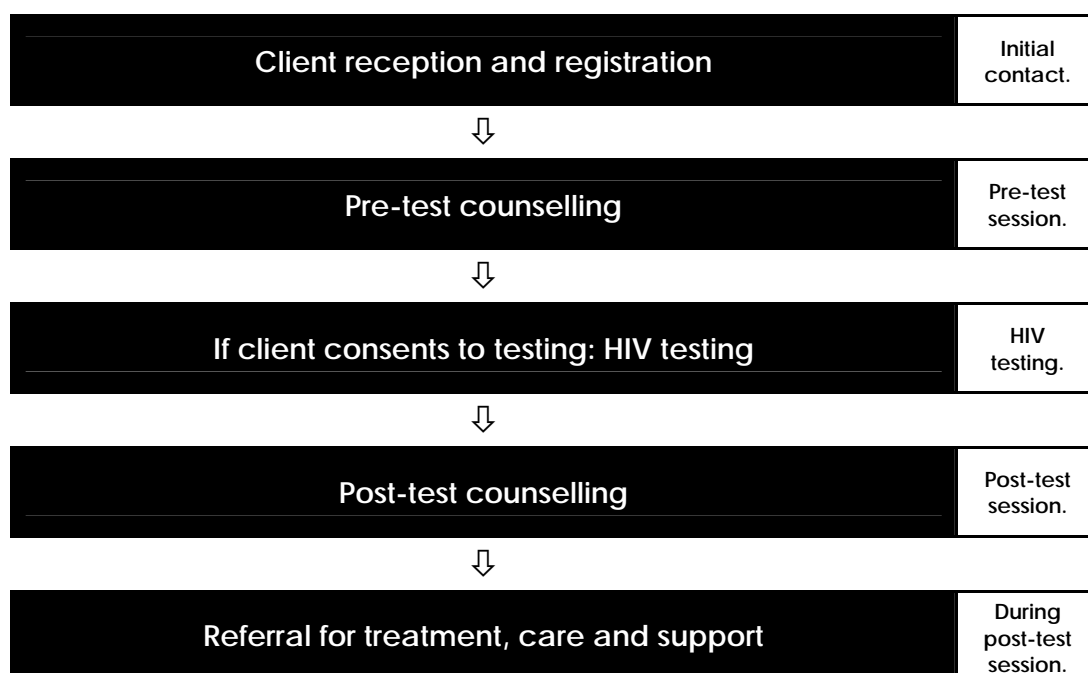 Client reception and registration
Initial
contact.
Pre-test counselling
Pre-test
session.
If client consents to testing: HIV testing
HIV
testing.
Post-test counselling
Post-test
session.
Referral for treatment, care and support
During
post-test
session.